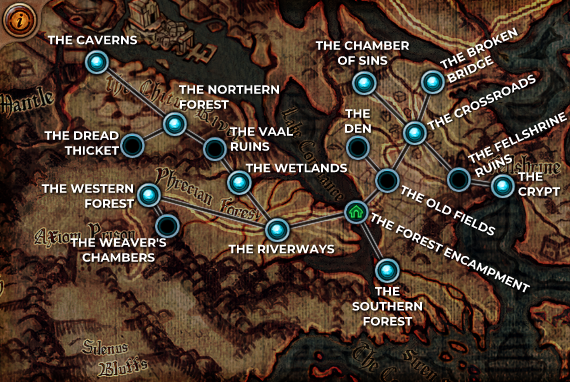 THE CAVERNS
THE CHAMBER
OF SINS
THE BROKEN
BRIDGE
Mantle
THE NORTHERN
FOREST
THE CROSSROADS
THE DREAD
THICKET
THE VAAL
RUINS
THE
DEN
THE FELLSHRINE
RUINS
THE WETLANDS
THE
CRYPT
THE WESTERN
FOREST
Phrecian Forest
THE OLD FIELDS
Axiom Prison
THE WEAVER'S
CHAMBERS
THE RIVERWAYS
THE FOREST ENCAMPMENT
THE
SOUTHERN
FOREST
Silenus
Bluffs